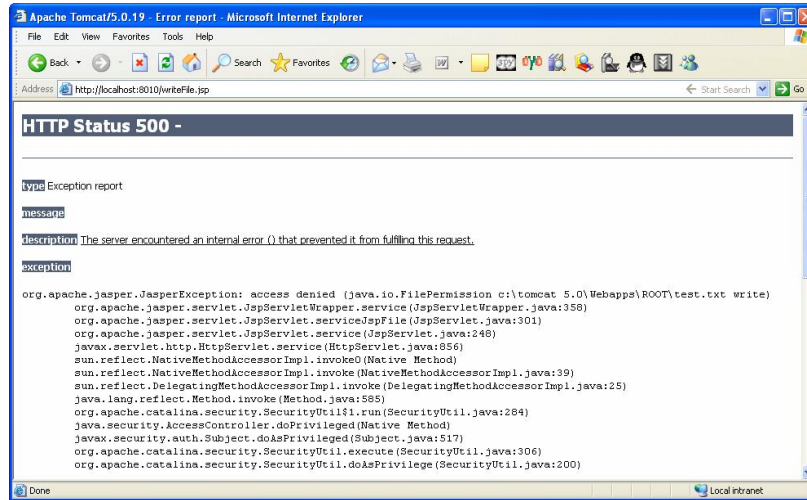 Apache Tomcat/5.0.19 - Error report - Microsoft Internet Explorer
File Edit View Favorites Tools Help
Back Search Favorites
Address http://localhost:8010/writeFile.jsp Start Search Go
HTTP Status 500 -
type Exception report
message
description The server encountered an internal error () that prevented it from fulfilling this request.
exception
org.apache.jasper.JasperException: access denied (java.io.FilePermission c:\tomcat 5.0\Webapps\ROOT\test.txt write)
org.apache.jasper.servlet.JspServletWrapper.service(JspServletWrapper.java:358)
org.apache.jasper.servlet.JspServlet.serviceJspFile(JspServlet.java:301)
org.apache.jasper.servlet.JspServlet.service(JspServlet.java:248)
javax.servlet.http.HttpServlet.service(HttpServlet.java:856)
sun.reflect.NativeMethodAccessorImpl.invoke0(Native Method)
sun.reflect.NativeMethodAccessorImpl.invoke(NativeMethodAccessorImpl.java:39)
sun.reflect.DelegatingMethodAccessorImpl.invoke(DelegatingMethodAccessorImpl.java:25)
java.lang.reflect.Method.invoke(Method.java:585)
org.apache.catalina.security.SecurityUtil$1.run(SecurityUtil.java:284)
java.security.AccessController.doPrivileged(Native Method)
javax.security.auth.Subject.doAsPrivileged(Subject.java:517)
org.apache.catalina.security.SecurityUtil.execute(SecurityUtil.java:306)
org.apache.catalina.security.SecurityUtil.doAsPrivilege(SecurityUtil.java:200)
Done Local intranet